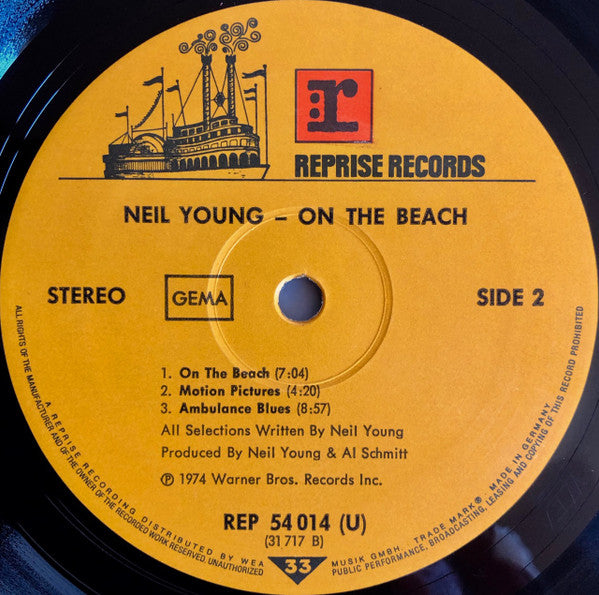 r
REPRISE RECORDS
NEIL YOUNG – ON THE BEACH
STEREO
GEMA
SIDE 2
1. On The Beach (7:04)
2. Motion Pictures (4:20)
3. Ambulance Blues (8:57)
All Selections Written By Neil Young
Produced By Neil Young & Al Schmitt
Ⓟ 1974 Warner Bros. Records Inc.
REP 54 014 (U)
(31 717 B)
33
A REPRISE RECORDING DISTRIBUTED BY WEA MUSIK GMBH. TRADE MARK® MADE IN GERMANY
ALL RIGHTS OF THE MANUFACTURER AND OF THE OWNER OF THE RECORDED WORK RESERVED. UNAUTHORIZED PUBLIC PERFORMANCE, BROADCASTING, LEASING AND COPYING OF THIS RECORD PROHIBITED